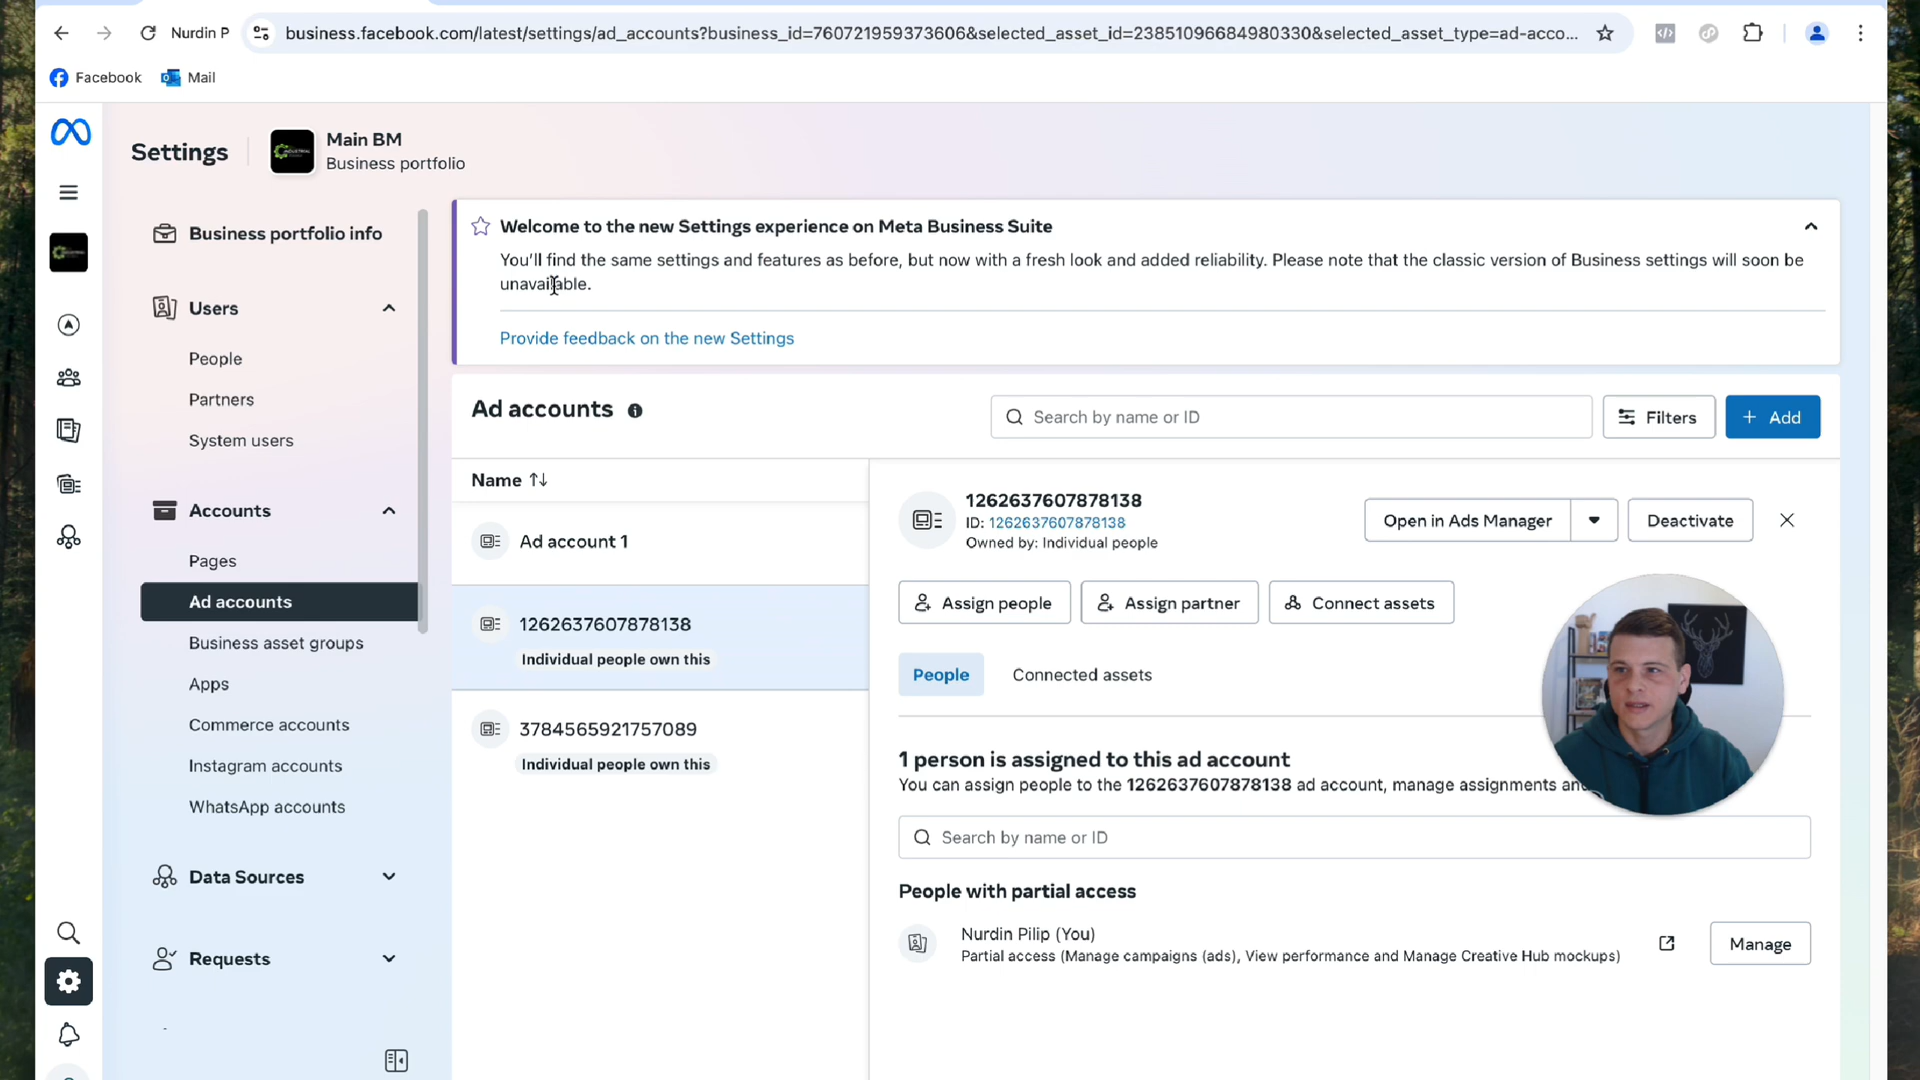 Nurdin P
business.facebook.com/latest/settings/ad_accounts?business_id=760721959373606&selected_asset_id=23851096684980330&selected_asset_type=ad-acco...
Facebook
Mail
Settings
Main BM
Business portfolio
Business portfolio info
Users
People
Partners
System users
Accounts
Pages
Ad accounts
Business asset groups
Apps
Commerce accounts
Instagram accounts
WhatsApp accounts
Data Sources
Requests
Welcome to the new Settings experience on Meta Business Suite
You'll find the same settings and features as before, but now with a fresh look and added reliability. Please note that the classic version of Business settings will soon be
unavailable.
Provide feedback on the new Settings
Ad accounts
Search by name or ID
Filters
+ Add
Name
Ad account 1
1262637607878138
Individual people own this
3784565921757089
Individual people own this
1262637607878138
ID: 1262637607878138
Owned by: Individual people
Open in Ads Manager
Deactivate
Assign people
Assign partner
Connect assets
People
Connected assets
1 person is assigned to this ad account
You can assign people to the 1262637607878138 ad account, manage assignments
Search by name or ID
People with partial access
Nurdin Pilip (You)
Partial access (Manage campaigns (ads), View performance and Manage Creative Hub mockups)
Manage